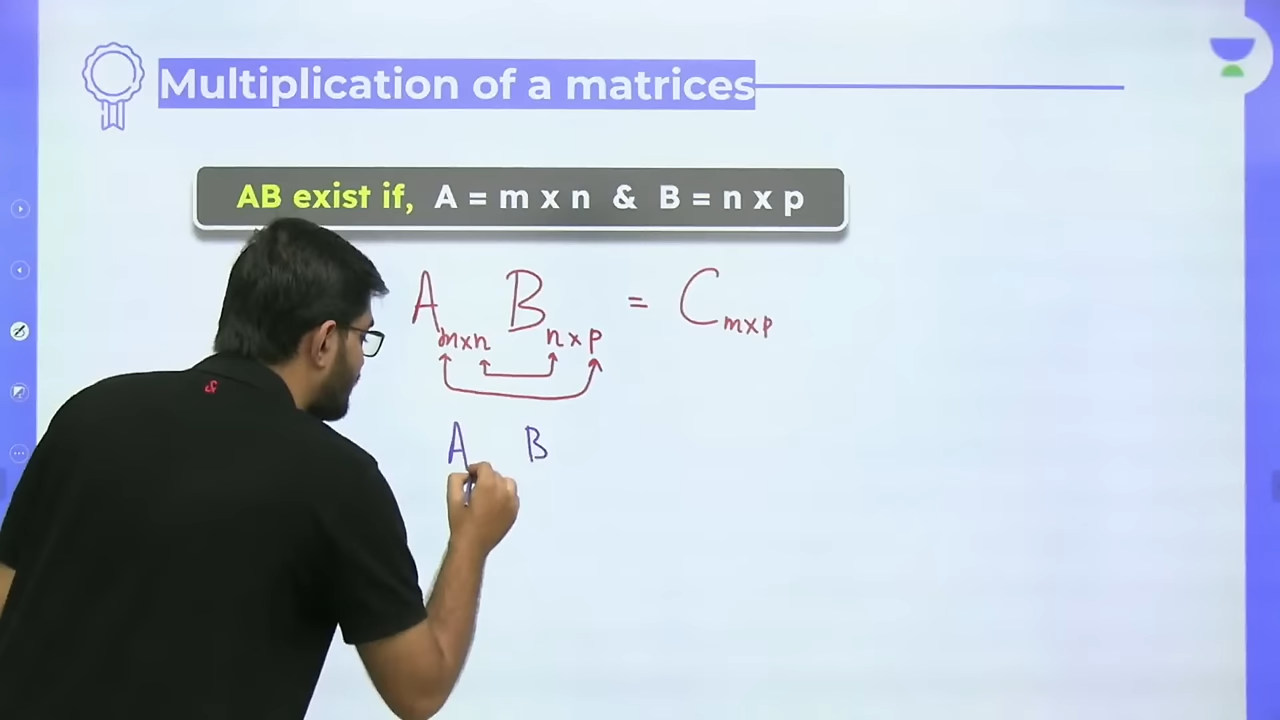 Multiplication of a matrices
AB exist if, A = m x n & B = n x p
A m×n B n×p = C m×p
A B